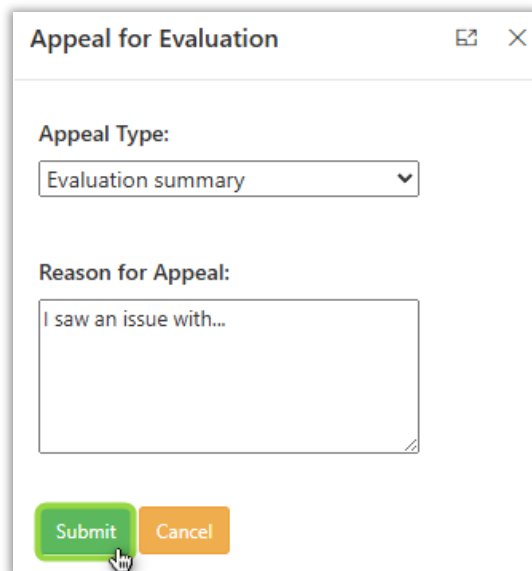 Appeal for Evaluation
Appeal Type:
Evaluation summary
Reason for Appeal:
I saw an issue with...
Submit Cancel